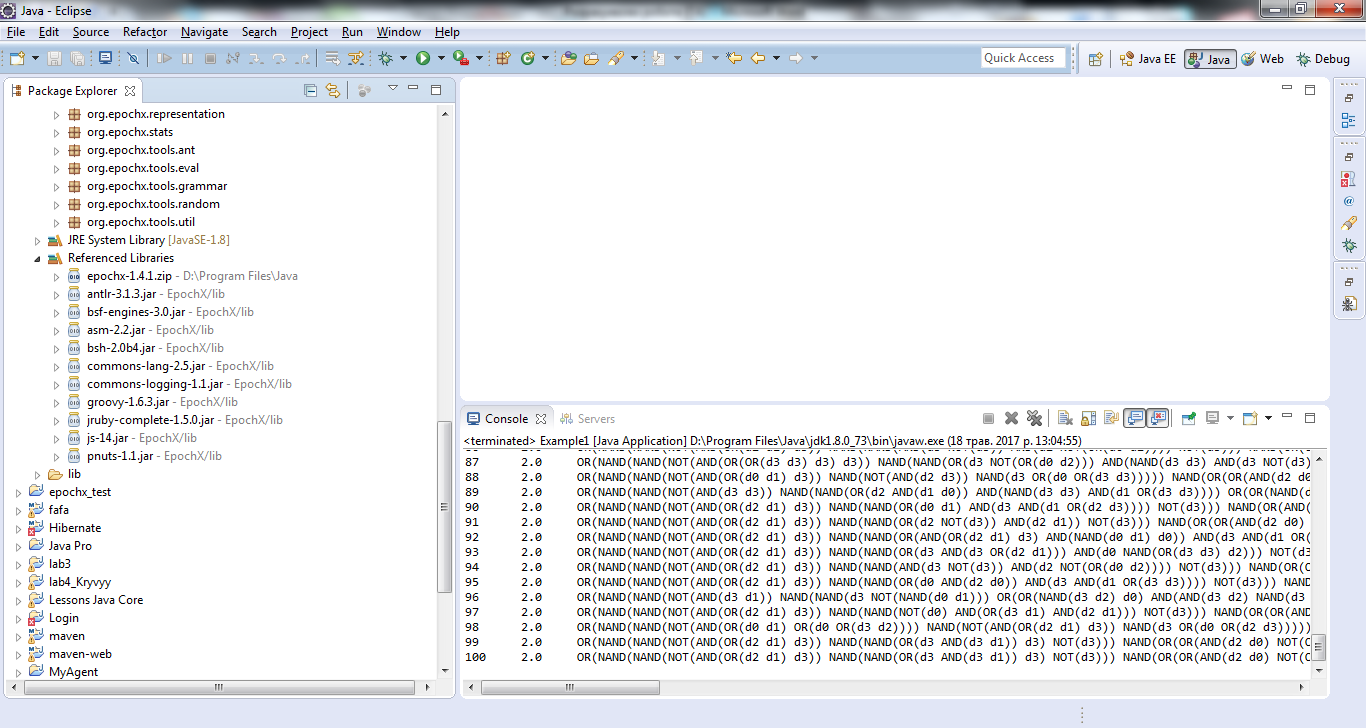 Java - Eclipse
File Edit Source Refactor Navigate Search Project Run Window Help
Quick Access Java EE Java Web Debug
Package Explorer
org.epochx.representation
org.epochx.stats
org.epochx.tools.ant
org.epochx.tools.eval
org.epochx.tools.grammar
org.epochx.tools.random
org.epochx.tools.util
JRE System Library [JavaSE-1.8]
Referenced Libraries
epochx-1.4.1.zip - D:\Program Files\Java
antlr-3.1.3.jar - EpochX/lib
bsf-engines-3.0.jar - EpochX/lib
asm-2.2.jar - EpochX/lib
bsh-2.0b4.jar - EpochX/lib
commons-lang-2.5.jar - EpochX/lib
commons-logging-1.1.jar - EpochX/lib
groovy-1.6.3.jar - EpochX/lib
jruby-complete-1.5.0.jar - EpochX/lib
js-14.jar - EpochX/lib
pnuts-1.1.jar - EpochX/lib
lib
epochx_test
fafa
Hibernate
Java Pro
lab3
lab4_Kryvyy
Lessons Java Core
Login
maven
maven-web
MyAgent
Console Servers
<terminated> Example1 [Java Application] D:\Program Files\Java\jdk1.8.0_73\bin\javaw.exe (18 трав. 2017 р. 13:04:55)
87 2.0 OR(NAND(NAND(NOT(AND(OR(OR(d3 d3) d3) d3)) NAND(NAND(OR(d3 NOT(OR(d0 d2))) AND(NAND(d3 d3) AND(d3 NOT(d3)
88 2.0 OR(NAND(NAND(NOT(AND(OR(d0 d1) d3)) NAND(NOT(AND(d2 d3)) NAND(d3 OR(d0 OR(d3 d3))))) NAND(OR(OR(AND(d2 d0
89 2.0 OR(NAND(NAND(NOT(AND(d3 d3)) NAND(NAND(OR(d2 AND(d1 d0)) AND(NAND(d3 d3) AND(d1 OR(d3 d3)))) OR(OR(NAND(d
90 2.0 OR(NAND(NAND(NOT(AND(OR(d2 d1) d3)) NAND(NAND(OR(d0 d1) AND(d3 AND(d1 OR(d2 d3)))) NOT(d3))) NAND(OR(AND(
91 2.0 OR(NAND(NAND(NOT(AND(OR(d2 d1) d3)) NAND(NAND(OR(d2 NOT(d3)) AND(d2 d1)) NOT(d3))) NAND(OR(OR(AND(d2 d0)
92 2.0 OR(NAND(NAND(NOT(AND(OR(d2 d1) d3)) NAND(NAND(OR(AND(OR(d2 d1) d3) AND(NAND(d0 d1) d0)) AND(d3 AND(d1 OR(
93 2.0 OR(NAND(NAND(NOT(AND(OR(d2 d1) d3)) NAND(NAND(OR(d3 AND(d3 OR(d2 d1))) AND(d0 NAND(OR(d3 d3) d2))) NOT(d3
94 2.0 OR(NAND(NAND(NOT(AND(OR(d2 d1) d3)) NAND(NAND(AND(d3 NOT(d3)) AND(d2 NOT(OR(d0 d2)))) NOT(d3))) NAND(OR(O
95 2.0 OR(NAND(NAND(NOT(AND(OR(d2 d1) d3)) NAND(NAND(OR(d0 AND(d2 d0)) AND(d3 AND(d1 OR(d3 d3)))) NOT(d3))) NAND
96 2.0 OR(NAND(NAND(NOT(AND(d3 d1)) NAND(NAND(d3 NOT(NAND(d0 d1))) OR(OR(NAND(d3 d2) d0) AND(AND(d3 d2) NAND(d3
97 2.0 OR(NAND(NAND(NOT(AND(OR(d2 d1) d3)) NAND(NAND(NOT(d0) AND(OR(d3 d1) AND(d2 d1))) NOT(d3))) NAND(OR(OR(AND
98 2.0 OR(NAND(NAND(NOT(AND(OR(d0 d1) OR(d0 OR(d3 d2)))) NAND(NOT(AND(OR(d2 d1) d3)) NAND(d3 OR(d0 OR(d2 d3)))))
99 2.0 OR(NAND(NAND(NOT(AND(OR(d2 d1) d3)) NAND(NAND(OR(d3 AND(d3 d1)) d3) NOT(d3))) NAND(OR(OR(AND(d2 d0) NOT(
100 2.0 OR(NAND(NAND(NOT(AND(OR(d2 d1) d3)) NAND(NAND(OR(d3 AND(d3 d1)) d3) NOT(d3))) NAND(OR(OR(AND(d2 d0) NOT(